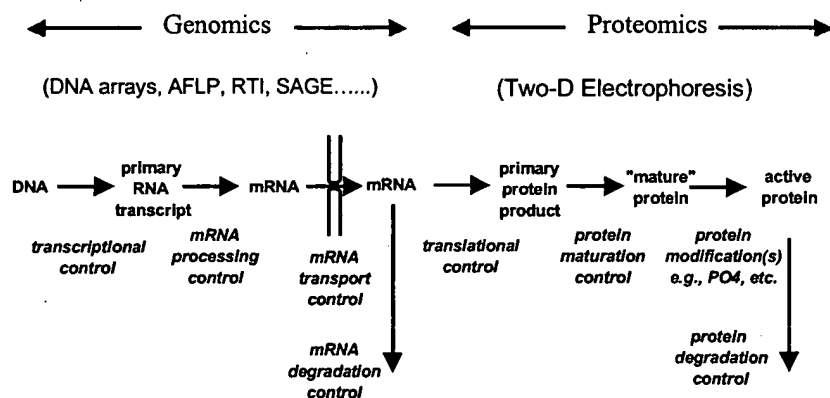 Genomics
Proteomics
(DNA arrays, AFLP, RTI, SAGE......)
(Two-D Electrophoresis)
DNA
primary
RNA
transcript
mRNA
mRNA
primary
protein
product
"mature"
protein
active
protein
transcriptional
control
mRNA
processing
control
mRNA
transport
control
translational
control
protein
maturation
control
protein
modification(s)
e.g., PO4, etc.
mRNA
degradation
control
protein
degradation
control